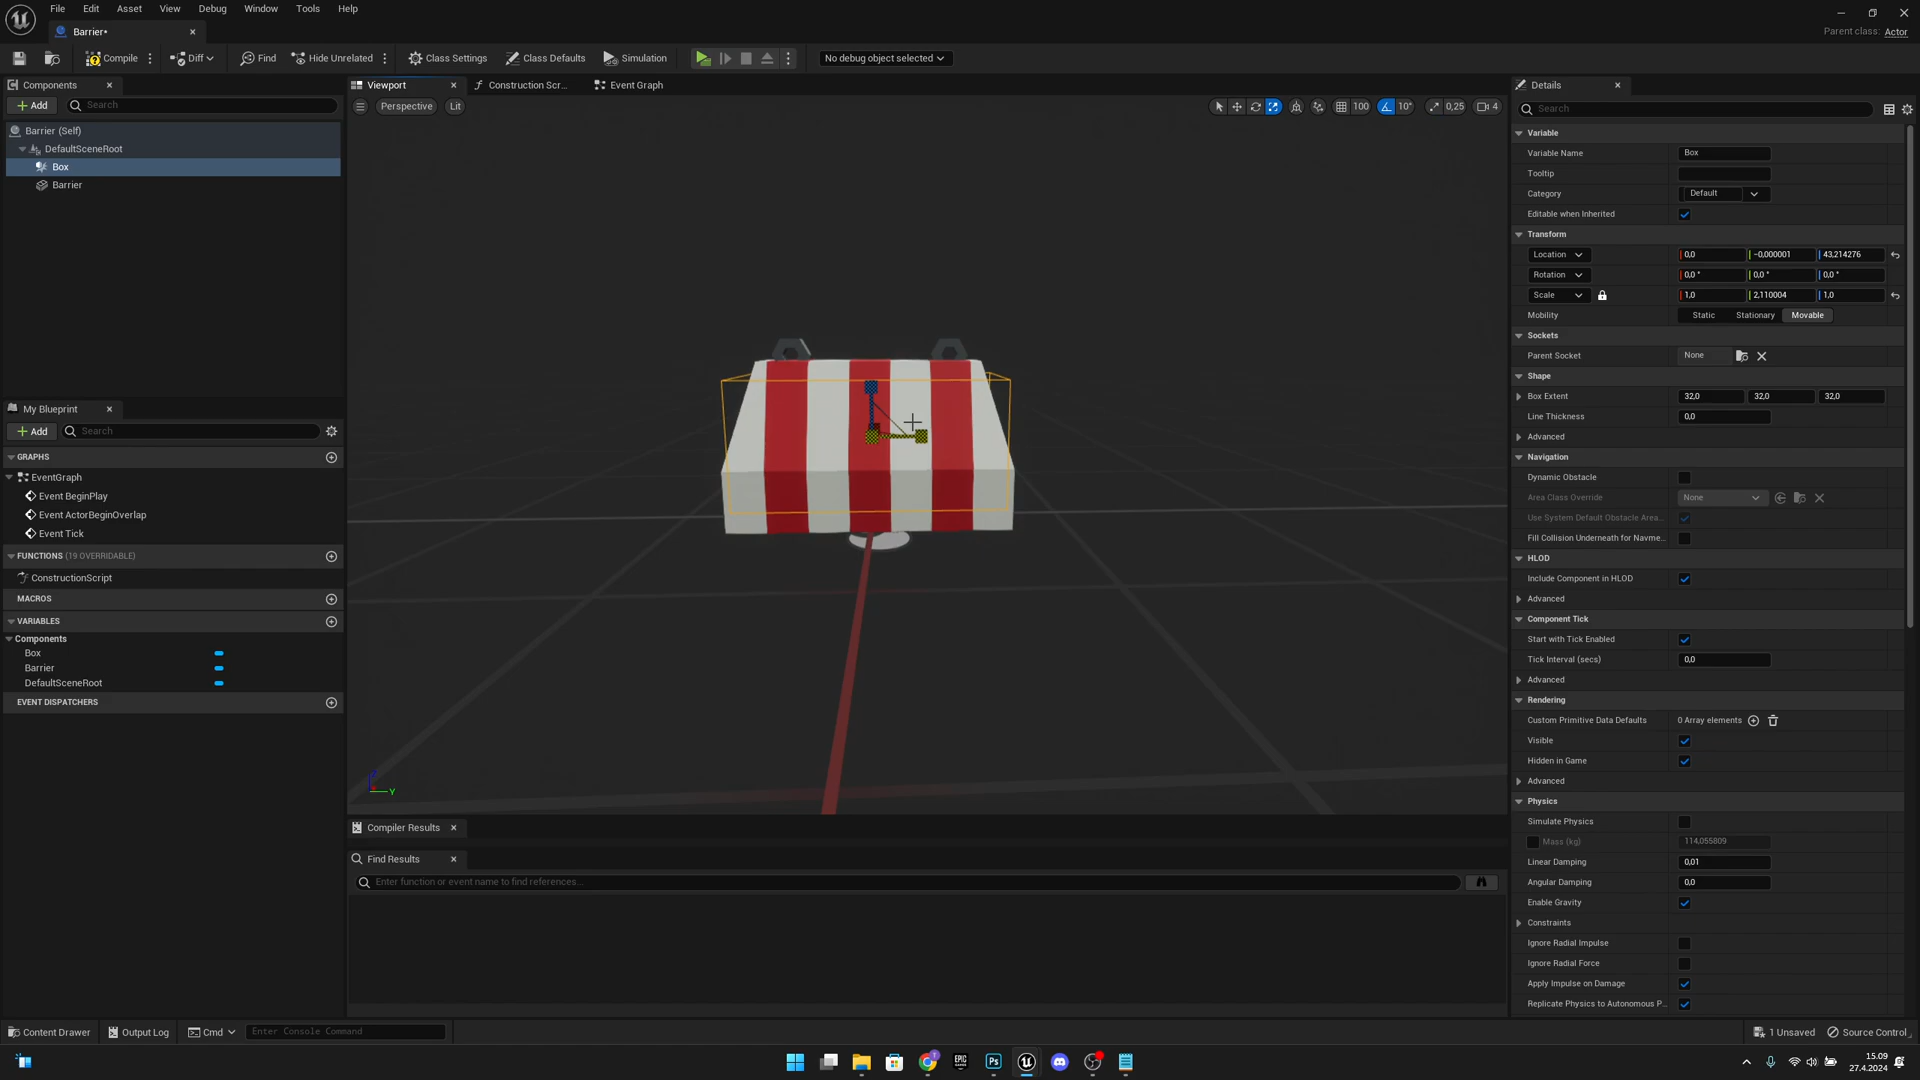 File Edit Asset View Debug Window Tools Help
Barrier•
Parent class: Actor
Compile Diff Find Hide Unrelated Class Settings Class Defaults Simulation No debug object selected
Components
Add Search
Barrier (Self)
DefaultSceneRoot
Box
Barrier
My Blueprint
Add Search
GRAPHS
EventGraph
Event BeginPlay
Event ActorBeginOverlap
Event Tick
FUNCTIONS (19 OVERRIDABLE)
ConstructionScript
MACROS
VARIABLES
Components
Box
Barrier
DefaultSceneRoot
EVENT DISPATCHERS
Viewport Construction Scr... Event Graph
Perspective Lit 100 10° 0,25 4
Z
Y
Compiler Results
Find Results
Enter function or event name to find references...
Details
Search
Variable
Variable Name Box
Tooltip
Category Default
Editable when Inherited
Transform
Location 0,0 -0,000001 43,214276
Rotation 0,0 ° 0,0 ° 0,0 °
Scale 1,0 2,110004 1,0
Mobility Static Stationary Movable
Sockets
Parent Socket None
Shape
Box Extent 32,0 32,0 32,0
Line Thickness 0,0
Advanced
Navigation
Dynamic Obstacle
Area Class Override None
Use System Default Obstacle Area...
Fill Collision Underneath for Navme...
HLOD
Include Component in HLOD
Advanced
Component Tick
Start with Tick Enabled
Tick Interval (secs) 0,0
Advanced
Rendering
Custom Primitive Data Defaults 0 Array elements
Visible
Hidden in Game
Advanced
Physics
Simulate Physics
Mass (kg) 114,055809
Linear Damping 0,01
Angular Damping 0,0
Enable Gravity
Constraints
Ignore Radial Impulse
Ignore Radial Force
Apply Impulse on Damage
Replicate Physics to Autonomous P...
Content Drawer Output Log Cmd Enter Console Command 1 Unsaved Source Control
EPIC GAMES Ps
15.09
27.4.2024